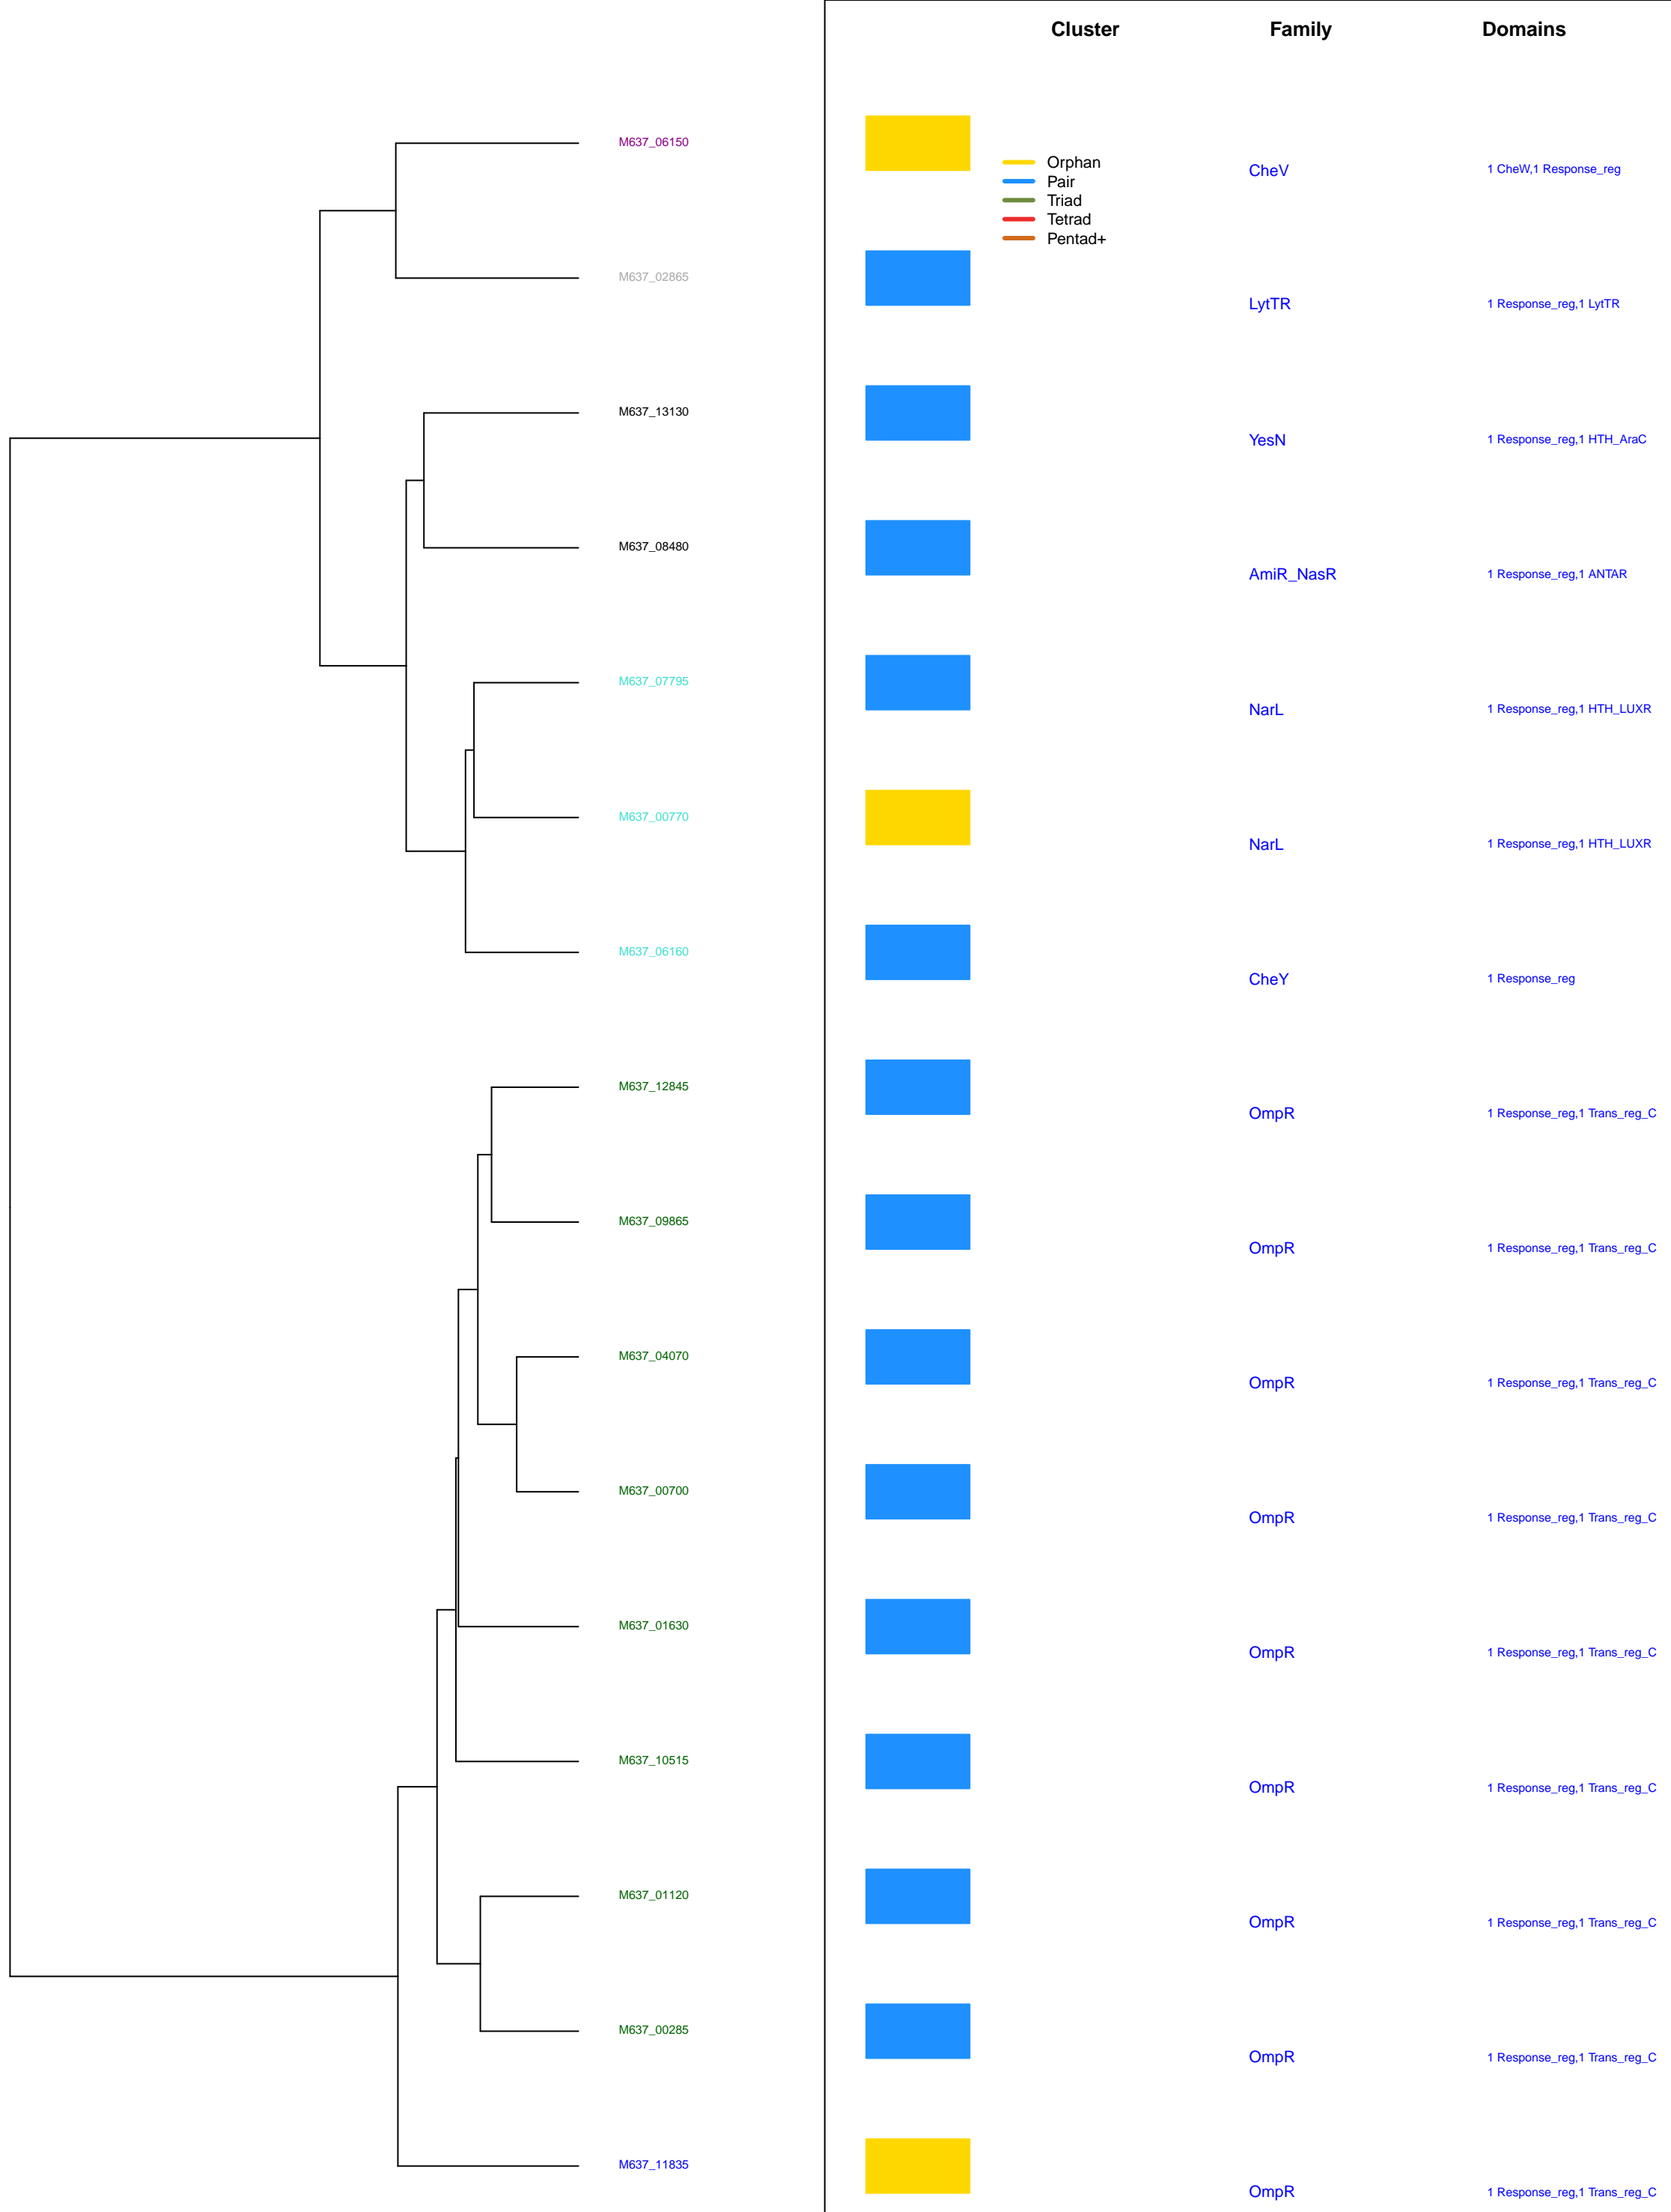 Cluster Family Domains
M637_06150
Orphan
CheV 1 CheW,1 Response_reg
Pair
Triad
Tetrad
Pentad+
M637_02865
LytTR 1 Response_reg,1 LytTR
M637_13130
YesN 1 Response_reg,1 HTH_AraC
M637_08480
AmiR_NasR 1 Response_reg,1 ANTAR
M637_07795
NarL 1 Response_reg,1 HTH_LUXR
M637_00770
NarL 1 Response_reg,1 HTH_LUXR
M637_06160
CheY 1 Response_reg
M637_12845
OmpR 1 Response_reg,1 Trans_reg_C
M637_09865
OmpR 1 Response_reg,1 Trans_reg_C
M637_04070
OmpR 1 Response_reg,1 Trans_reg_C
M637_00700
OmpR 1 Response_reg,1 Trans_reg_C
M637_01630
OmpR 1 Response_reg,1 Trans_reg_C
M637_10515
OmpR 1 Response_reg,1 Trans_reg_C
M637_01120
OmpR 1 Response_reg,1 Trans_reg_C
M637_00285
OmpR 1 Response_reg,1 Trans_reg_C
M637_11835
OmpR 1 Response_reg,1 Trans_reg_C